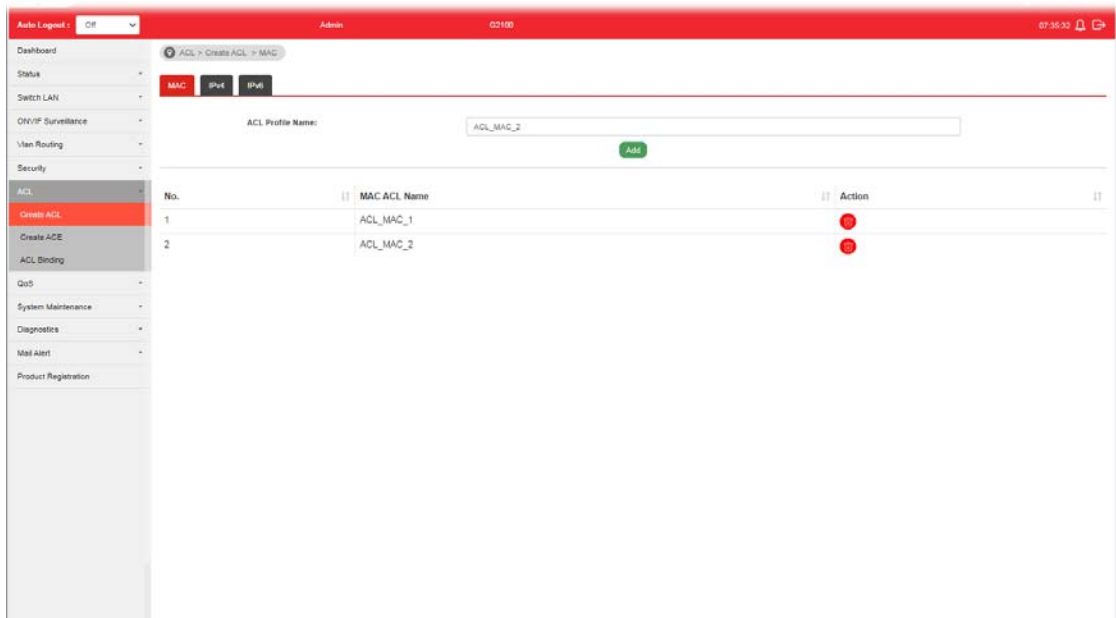 Auto Logout : Off Admin G2100 07:35:32
Dashboard
ACL > Create ACL > MAC
Status
MAC IPv4 IPv6
Switch LAN
ONVIF Surveillance
ACL Profile Name: ACL_MAC_2
Vlan Routing
Add
Security
ACL
No. MAC ACL Name Action
Create ACL
1 ACL_MAC_1
Create ACE
2 ACL_MAC_2
ACL Binding
QoS
System Maintenance
Diagnostics
Mail Alert
Product Registration